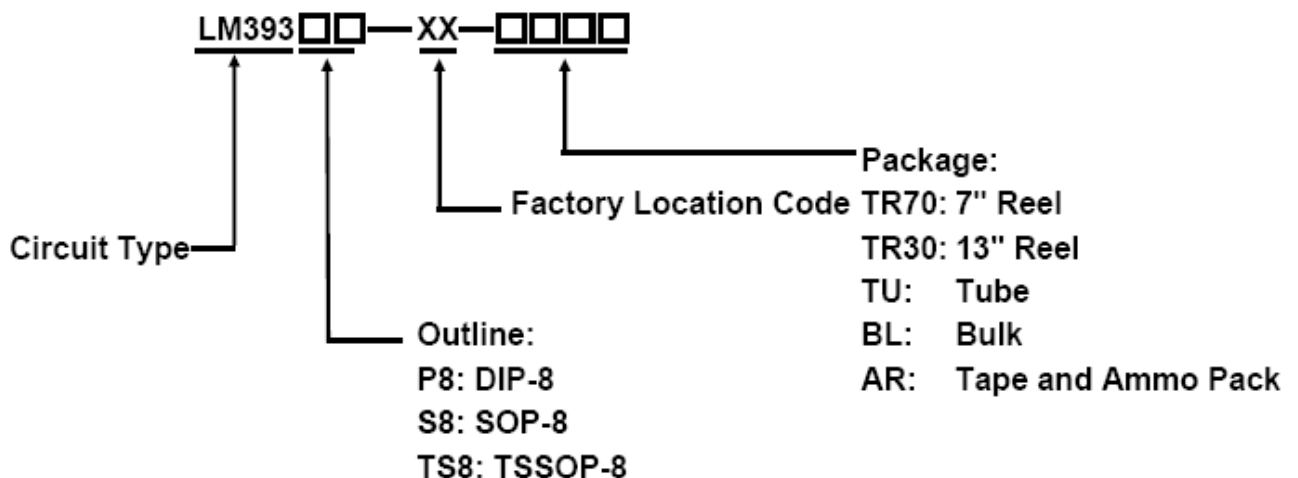 LM393□□—XX—□□□□
Package:
Factory Location Code TR70: 7" Reel
Circuit Type
TR30: 13" Reel
TU: Tube
Outline:
BL: Bulk
P8: DIP-8
AR: Tape and Ammo Pack
S8: SOP-8
TS8: TSSOP-8